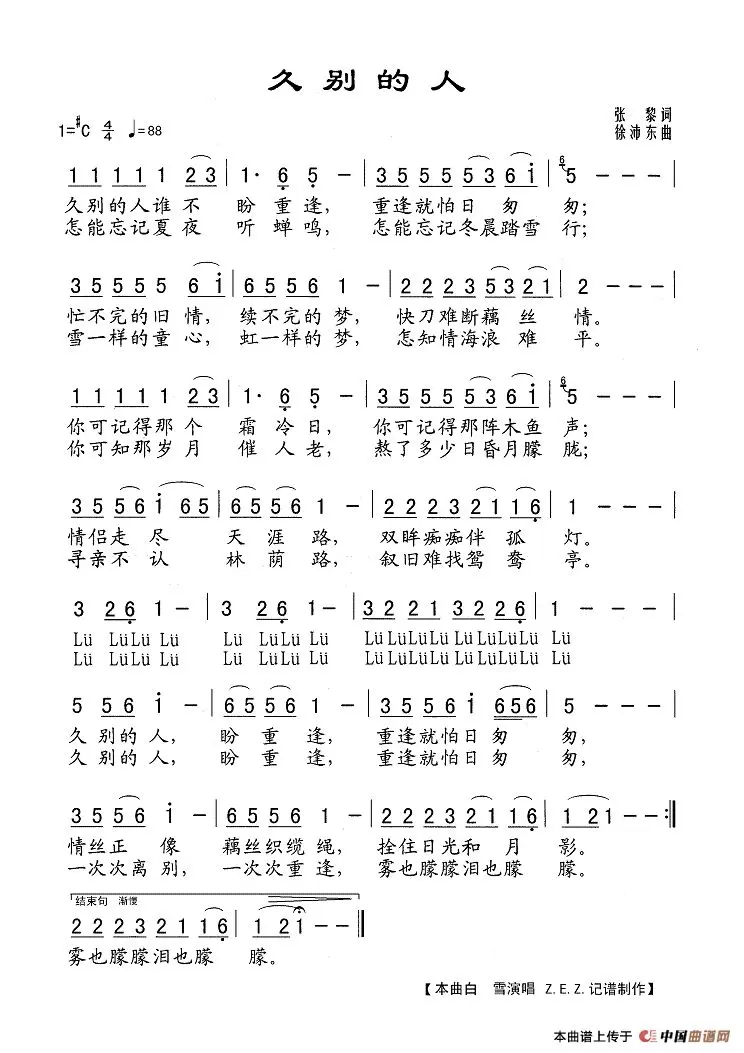 久别的人
张 黎词
1=#C 4/4 ♩=88
徐沛东曲
1 1 1 1 1 2 3 | 1· 6 5 | 3 5 5 5 5 3 6 i | 6 5 - - - |
久别的人谁 不 盼 重 逢, 重逢就怕日 匆 匆;
怎能忘记夏 夜 听 蝉 鸣, 怎能忘记冬晨踏雪 行;
3 5 5 5 5 6 i | 6 5 5 6 1 - | 2 2 2 3 5 3 2 1 | 2 - - - |
忙不完的旧 情, 续不完的 梦, 快刀难断藕 丝 情。
雪一样的童 心, 虹一样的 梦, 怎知情海浪 难 平。
1 1 1 1 1 2 3 | 1· 6 5 - | 3 5 5 5 5 3 6 i | 6 5 - - - |
你可记得那 个 霜 冷 日, 你可记得那阵木鱼 声;
你可知那岁 月 催 人 老, 熬了多少日昏月朦 胧;
3 5 5 6 i 6 5 | 6 5 5 6 1 - | 2 2 2 3 2 1 1 6 | 1 - - - |
情侣走 尽 天 涯 路, 双眸痴痴伴 孤 灯。
寻亲不 认 林 荫 路, 叙旧难找鸳 鸯 亭。
3 2 6 1 - | 3 2 6 1 - | 3 2 2 1 3 2 2 6 | 1 - - - |
Lü LüLü Lü Lü LüLü Lü LüLüLüLü LüLüLüLü Lü
Lü LüLü Lü Lü LüLü Lü LüLüLüLü LüLüLüLü Lü
5 5 6 i - | 6 5 5 6 1 - | 3 5 5 5 6 i 6 5 6 | 5 - - - |
久 别的 人, 盼 重 逢, 重逢就怕日 匆 匆,
久 别的 人, 盼 重 逢, 重逢就怕日 匆 匆,
3 5 5 6 i - | 6 5 5 6 1 - | 2 2 2 3 2 1 1 6 | 1 2 1 - - :|
情丝正 像 藕丝织缆 绳, 拴住日光和 月 影。
一次次离 别, 一次次重 逢, 雾也朦朦泪也 朦 朦。
结束句 渐慢
2 2 2 3 2 1 1 6 | 1 2 1 - - |
雾也朦朦泪也朦 朦。
【本曲白 雪演唱 Z.E.Z.记谱制作】
本曲谱上传于 中国曲谱网